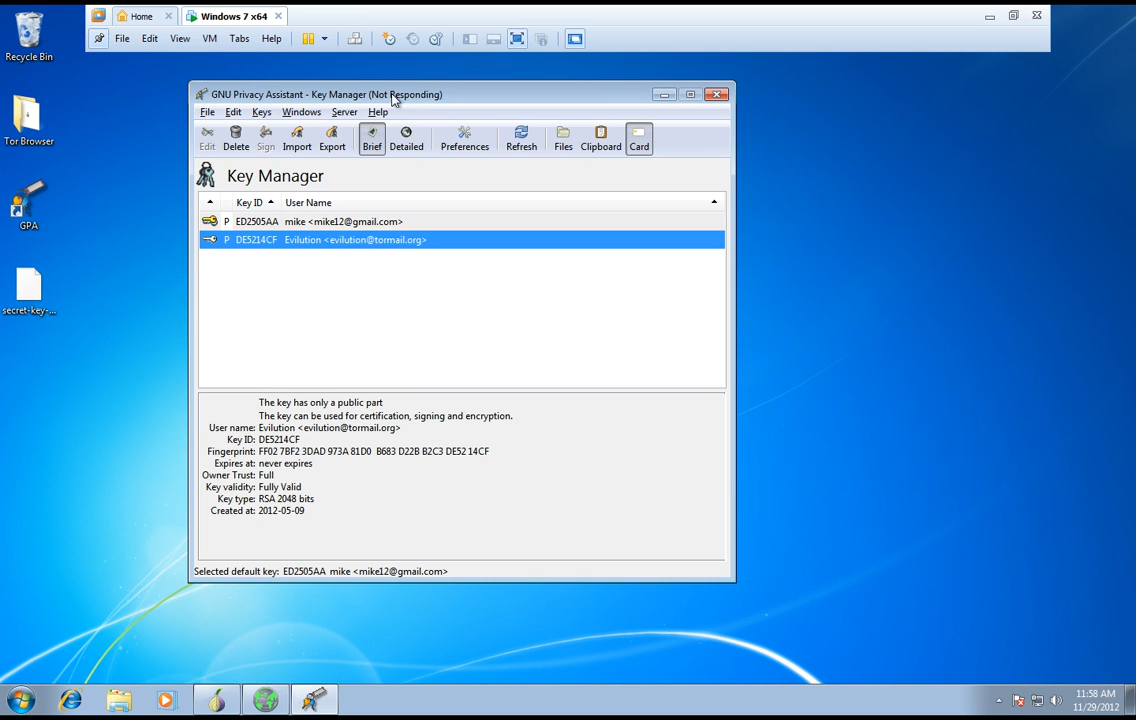 Home
Windows 7 x64
File Edit View VM Tabs Help
Recycle Bin
Tor Browser
GPA
secret-key-...
GNU Privacy Assistant - Key Manager (Not Responding)
File Edit Keys Windows Server Help
Edit Delete Sign Import Export Brief Detailed Preferences Refresh Files Clipboard Card
Key Manager
Key ID User Name
P ED2505AA mike <mike12@gmail.com>
P DE5214CF Evilution <evilution@tormail.org>
The key has only a public part
The key can be used for certification, signing and encryption.
User name: Evilution <evilution@tormail.org>
Key ID: DE5214CF
Fingerprint: FF02 7BF2 3DAD 973A 81D0 B683 D22B B2C3 DE52 14CF
Expires at: never expires
Owner Trust: Full
Key validity: Fully Valid
Key type: RSA 2048 bits
Created at: 2012-05-09
Selected default key: ED2505AA mike <mike12@gmail.com>
11:58 AM
11/29/2012